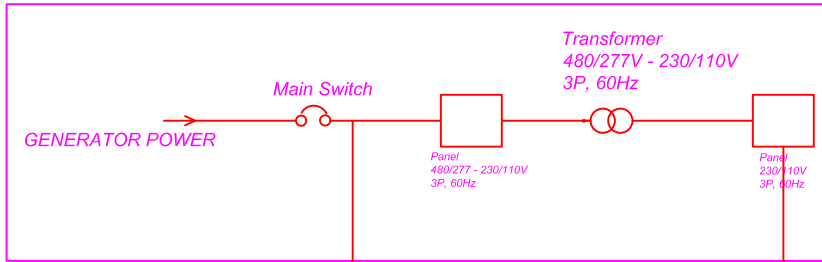 Transformer
480/277V - 230/110V
3P, 60Hz
Main Switch
GENERATOR POWER
Panel
480/277 - 230/110V
3P, 60Hz
Panel
230/110V
3P, 60Hz